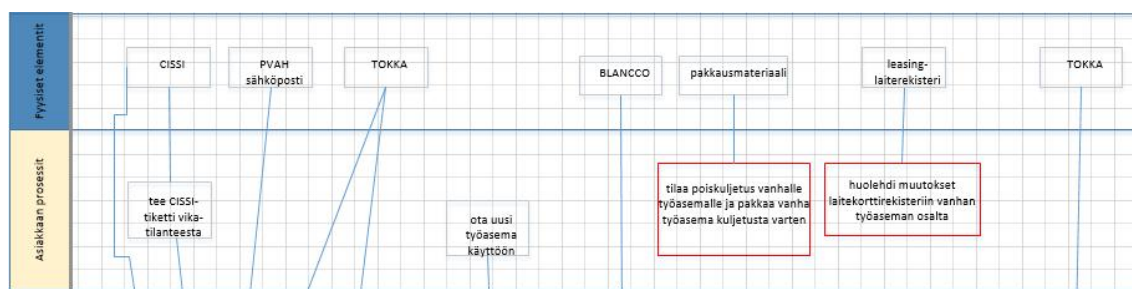 Fyysiset elementit
CISSI
PVAH
sähköposti
TOKKA
BLANCCO
pakkausmateriaali
leasing-
laiterekisteri
TOKKA
Asiakkaan prosessit
tee CISSI-
tiketti vika-
tilanteesta
ota uusi
työasema
käyttöön
tilaa poiskuljetus vanhalle
työasemalle ja pakkaa vanha
työasema kuljetusta varten
huolehdi muutokset
laitekorttirekisteriin vanhan
työaseman osalta